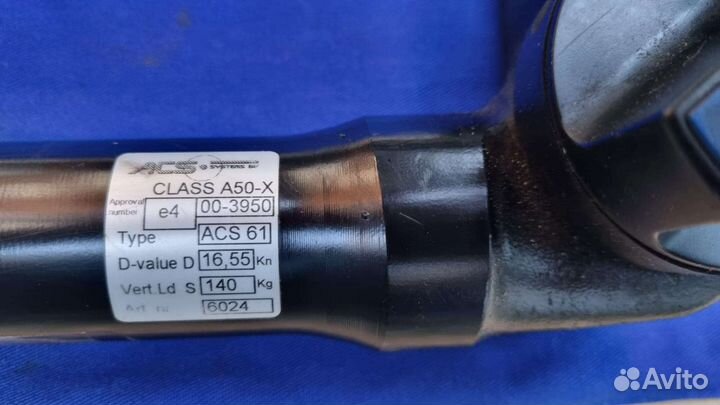 ACS SYSTEMS BV
CLASS A50-X
Approval number e4 00-3950
Type ACS 61
D-value D 16,55 Kn
Vert.Ld S 140 Kg
Art. nr. 6024
Avito